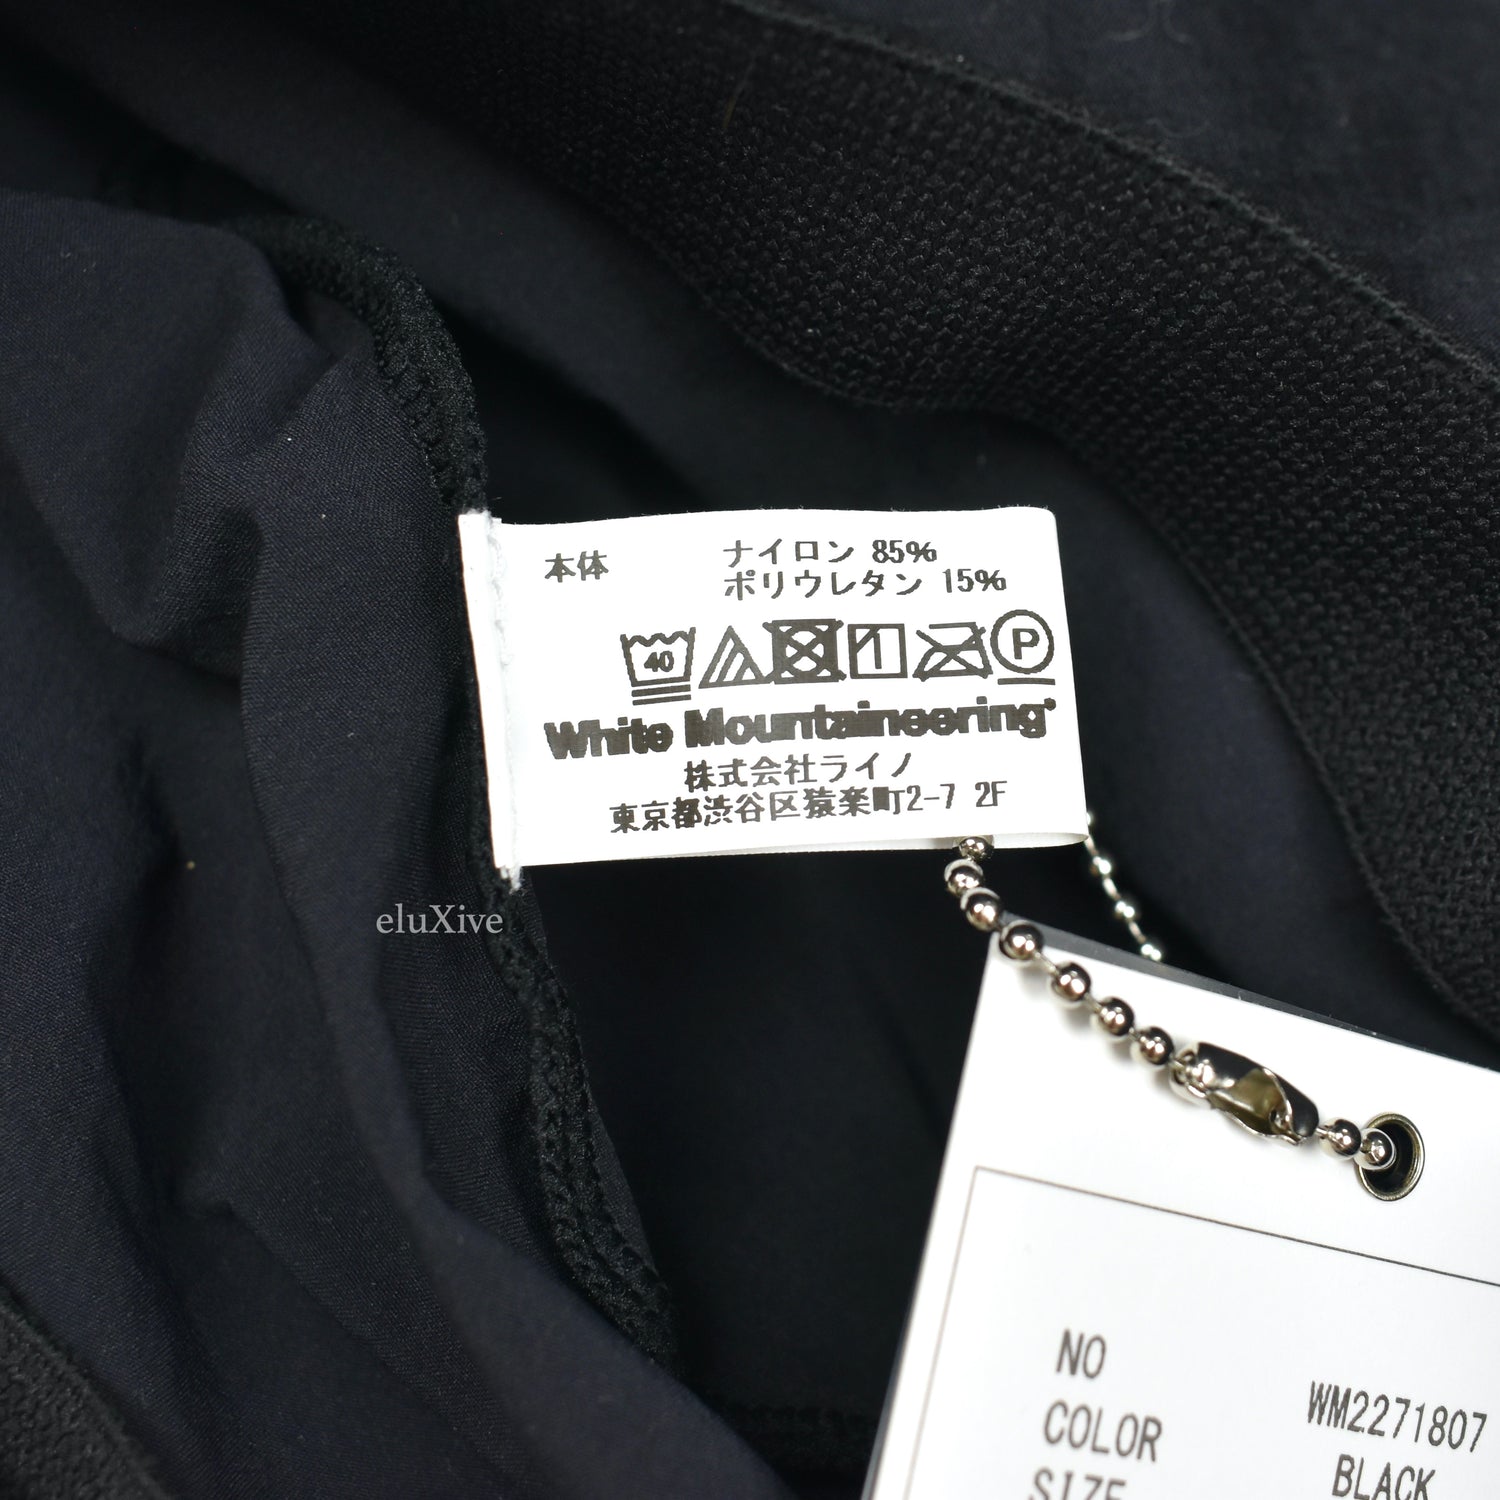 本体 ナイロン 85%
ポリウレタン 15%
40 P
White Mountaineering®
株式会社ライノ
東京都渋谷区猿楽町2-7 2F
eluXive
NO WM2271807
COLOR BLACK
SIZE